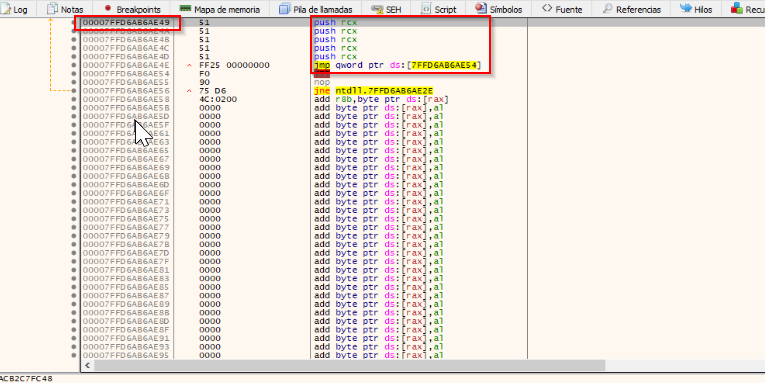 Log Notas Breakpoints Mapa de memoria Pila de llamadas SEH Script Símbolos Fuente Referencias Hilos Recu
00007FFD6AB6AE49 51 push rcx
00007FFD6AB6AE4A 51 push rcx
00007FFD6AB6AE4B 51 push rcx
00007FFD6AB6AE4C 51 push rcx
00007FFD6AB6AE4D 51 push rcx
00007FFD6AB6AE4E FF25 00000000 jmp qword ptr ds:[7FFD6AB6AE54]
00007FFD6AB6AE54 F0
00007FFD6AB6AE55 90 nop
00007FFD6AB6AE56 75 D6 jne ntdll.7FFD6AB6AE2E
00007FFD6AB6AE58 4C:0200 add r8b,byte ptr ds:[rax]
00007FFD6AB6AE5B 0000 add byte ptr ds:[rax],al
00007FFD6AB6AE5D 0000 add byte ptr ds:[rax],al
00007FFD6AB6AE5F 0000 add byte ptr ds:[rax],al
00007FFD6AB6AE61 0000 add byte ptr ds:[rax],al
00007FFD6AB6AE63 0000 add byte ptr ds:[rax],al
00007FFD6AB6AE65 0000 add byte ptr ds:[rax],al
00007FFD6AB6AE67 0000 add byte ptr ds:[rax],al
00007FFD6AB6AE69 0000 add byte ptr ds:[rax],al
00007FFD6AB6AE6B 0000 add byte ptr ds:[rax],al
00007FFD6AB6AE6D 0000 add byte ptr ds:[rax],al
00007FFD6AB6AE6F 0000 add byte ptr ds:[rax],al
00007FFD6AB6AE71 0000 add byte ptr ds:[rax],al
00007FFD6AB6AE73 0000 add byte ptr ds:[rax],al
00007FFD6AB6AE75 0000 add byte ptr ds:[rax],al
00007FFD6AB6AE77 0000 add byte ptr ds:[rax],al
00007FFD6AB6AE79 0000 add byte ptr ds:[rax],al
00007FFD6AB6AE7B 0000 add byte ptr ds:[rax],al
00007FFD6AB6AE7D 0000 add byte ptr ds:[rax],al
00007FFD6AB6AE7F 0000 add byte ptr ds:[rax],al
00007FFD6AB6AE81 0000 add byte ptr ds:[rax],al
00007FFD6AB6AE83 0000 add byte ptr ds:[rax],al
00007FFD6AB6AE85 0000 add byte ptr ds:[rax],al
00007FFD6AB6AE87 0000 add byte ptr ds:[rax],al
00007FFD6AB6AE89 0000 add byte ptr ds:[rax],al
00007FFD6AB6AE8B 0000 add byte ptr ds:[rax],al
00007FFD6AB6AE8D 0000 add byte ptr ds:[rax],al
00007FFD6AB6AE8F 0000 add byte ptr ds:[rax],al
00007FFD6AB6AE91 0000 add byte ptr ds:[rax],al
00007FFD6AB6AE93 0000 add byte ptr ds:[rax],al
00007FFD6AB6AE95 0000 add byte ptr ds:[rax],al
ACB2C7FC48